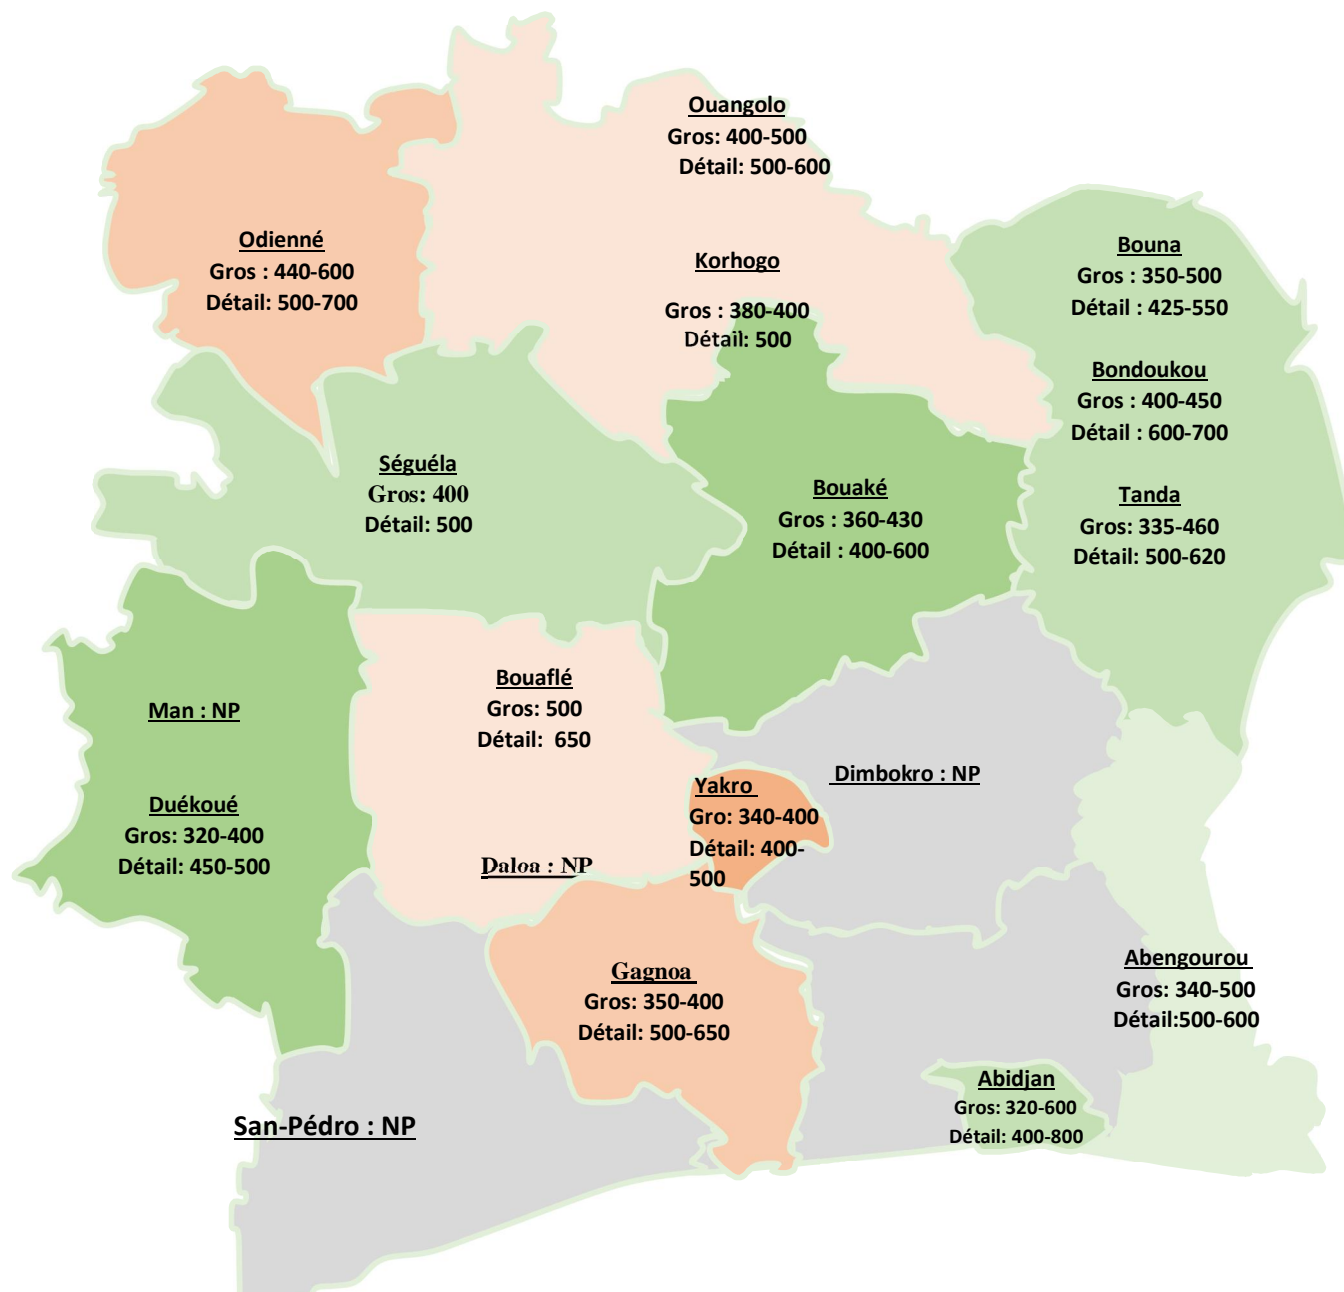 Ouangolo
Gros: 400-500
Détail: 500-600
Odienné
Gros : 440-600
Détail: 500-700
Korhogo
Gros : 380-400
Détail: 500
Bouna
Gros : 350-500
Détail : 425-550
Bondoukou
Gros : 400-450
Détail : 600-700
Tanda
Gros: 335-460
Détail: 500-620
Séguéla
Gros: 400
Détail: 500
Bouaké
Gros : 360-430
Détail : 400-600
Man : NP
Duékoué
Gros: 320-400
Détail: 450-500
Bouaflé
Gros: 500
Détail: 650
Daloa : NP
Yakro
Gro: 340-400
Détail: 400-
500
Dimbokro : NP
Gagnoa
Gros: 350-400
Détail: 500-650
Abengourou
Gros: 340-500
Détail:500-600
Abidjan
Gros: 320-600
Détail: 400-800
San-Pédro : NP